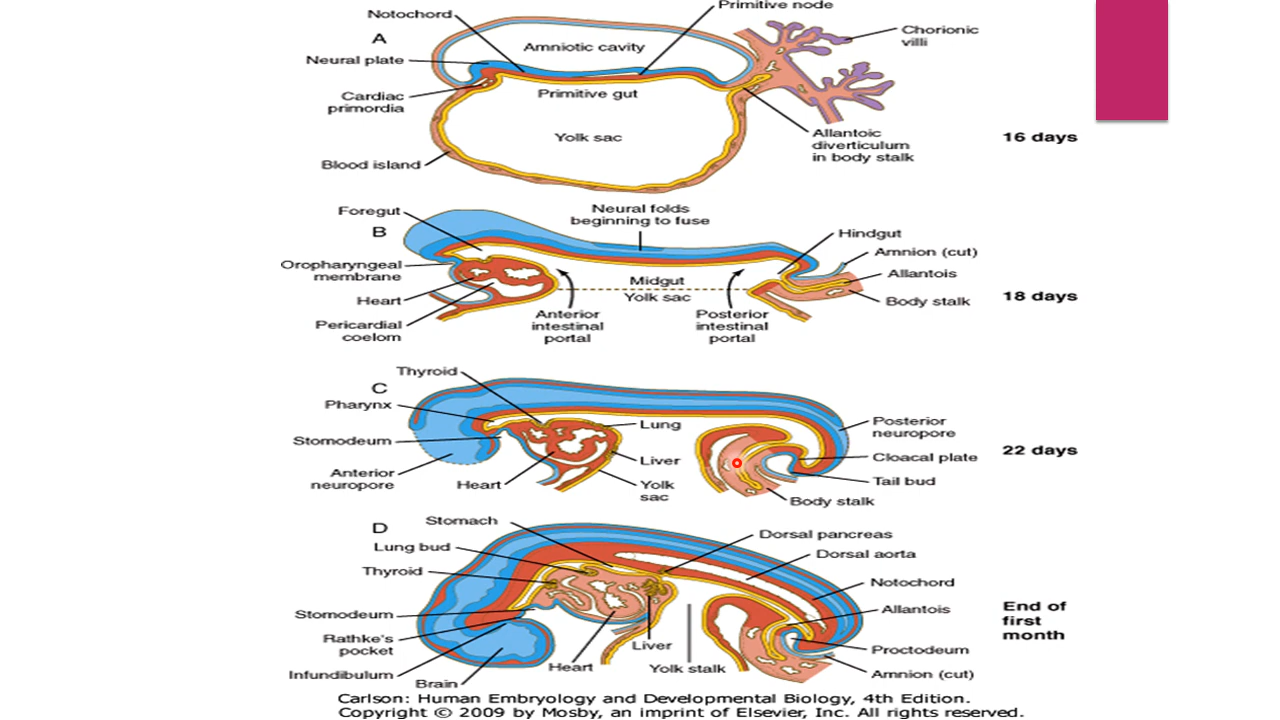 Notochord
Primitive node
A
Amniotic cavity
Chorionic
villi
Neural plate
Cardiac
primordia
Primitive gut
Yolk sac
Allantoic
diverticulum
in body stalk
16 days
Blood island
Foregut
Neural folds
beginning to fuse
B
Hindgut
Amnion (cut)
Oropharyngeal
membrane
Allantois
Midgut
Yolk sac
Heart
Body stalk
18 days
Pericardial
coelom
Anterior
intestinal
portal
Posterior
intestinal
portal
Thyroid
C
Pharynx
Lung
Posterior
neuropore
Stomodeum
Liver
Cloacal plate
22 days
Anterior
neuropore
Heart
Yolk
sac
Tail bud
Body stalk
D
Stomach
Dorsal pancreas
Lung bud
Dorsal aorta
Thyroid
Notochord
Stomodeum
Allantois
End of
first
month
Rathke's
pocket
Liver
Proctodeum
Infundibulum
Heart
Yolk stalk
Amnion (cut)
Brain
Carlson: Human Embryology and Developmental Biology, 4th Edition.
Copyright © 2009 by Mosby, an imprint of Elsevier, Inc. All rights reserved.